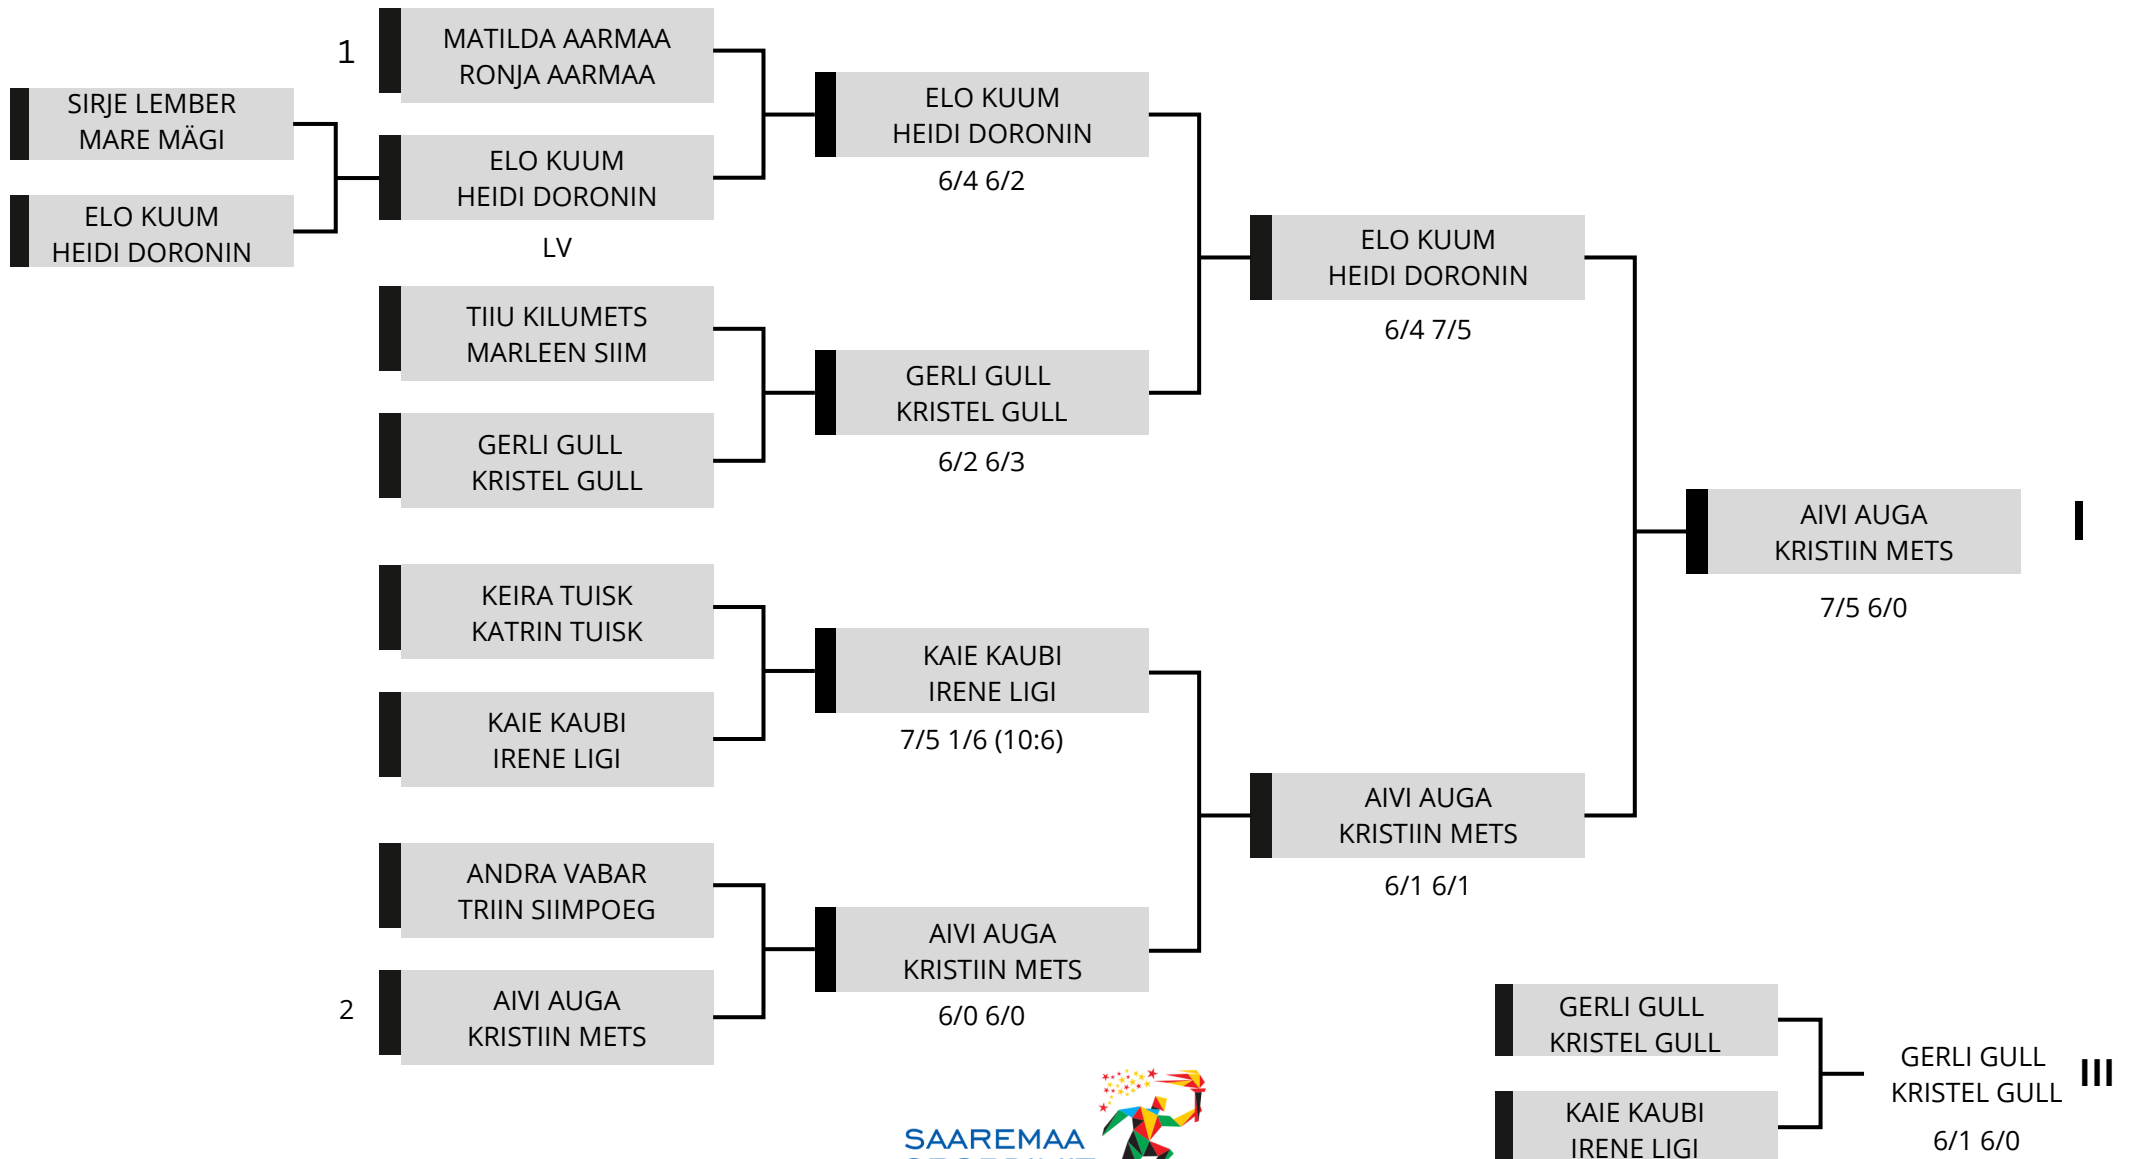 SIRJE LEMBER
MARE MÄGI
ELO KUUM
HEIDI DORONIN
1
MATILDA AARMAA
RONJA AARMAA
ELO KUUM
HEIDI DORONIN
LV
TIIU KILUMETS
MARLEEN SIIM
GERLI GULL
KRISTEL GULL
KEIRA TUISK
KATRIN TUISK
KAIE KAUBI
IRENE LIGI
ANDRA VABAR
TRIIN SIIMPOEG
2
AIVI AUGA
KRISTIIN METS
ELO KUUM
HEIDI DORONIN
6/4 6/2
GERLI GULL
KRISTEL GULL
6/2 6/3
KAIE KAUBI
IRENE LIGI
7/5 1/6 (10:6)
AIVI AUGA
KRISTIIN METS
6/0 6/0
ELO KUUM
HEIDI DORONIN
6/4 7/5
AIVI AUGA
KRISTIIN METS
6/1 6/1
AIVI AUGA
KRISTIIN METS
I
7/5 6/0
GERLI GULL
KRISTEL GULL
KAIE KAUBI
IRENE LIGI
GERLI GULL
KRISTEL GULL
III
6/1 6/0
SAAREMAA